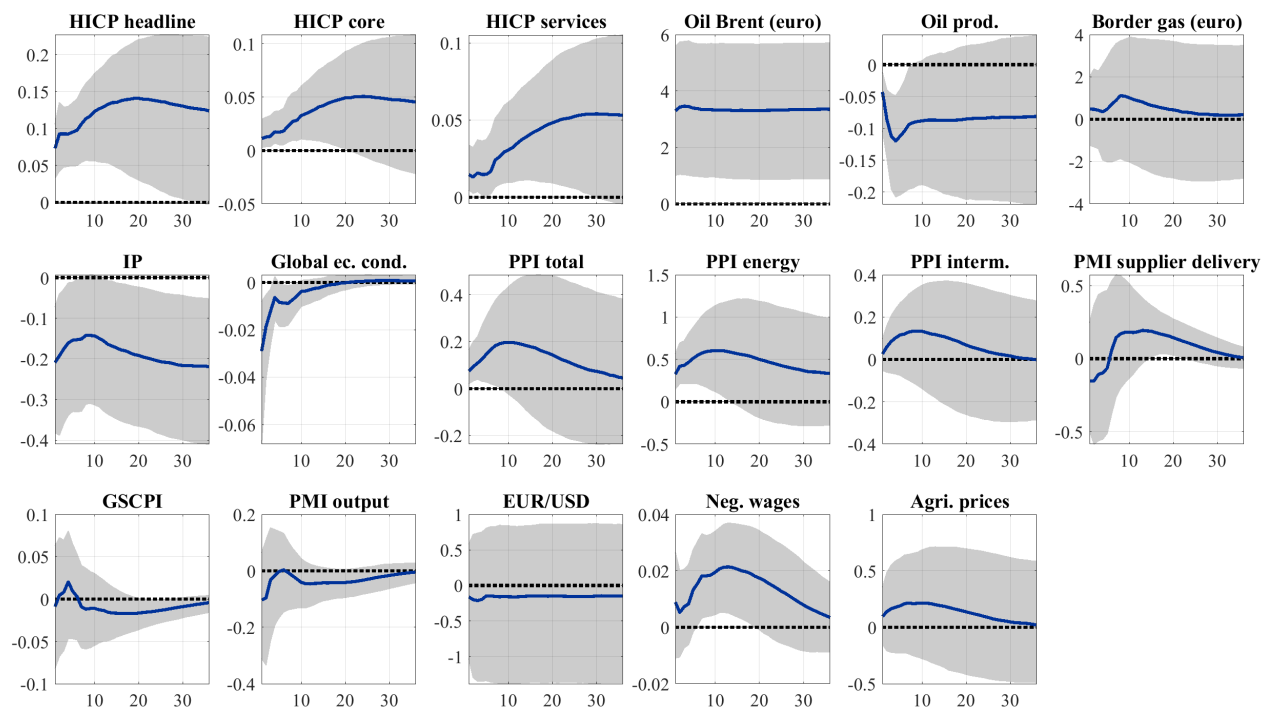 HICP headline HICP core HICP services Oil Brent (euro) Oil prod. Border gas (euro)
0.2 0.1 0.1 6 0 4
0.15 0.05 4 -0.05 2
0.1 0.05 -0.1 0
0.05 0 2 -0.15 -2
0 -0.05 0 0 -0.2 -4
10 20 30 10 20 30 10 20 30 10 20 30 10 20 30 10 20 30
IP Global ec. cond. PPI total PPI energy PPI interm. PMI supplier delivery
0 0 0.4 1.5 0.4 0.5
-0.1 -0.02 0.2 1 0.2
-0.2 0.5 0 0
-0.3 -0.04 0 0 -0.2
-0.4 -0.06 -0.2 -0.5 -0.4 -0.5
10 20 30 10 20 30 10 20 30 10 20 30 10 20 30 10 20 30
GSCPI PMI output EUR/USD Neg. wages Agri. prices
0.1 0.2 1 0.04 1
0.05 0 0.5 0.02 0.5
0 0
-0.05 -0.2 -0.5 0 0
-0.1 -0.4 -1 -0.02 -0.5
10 20 30 10 20 30 10 20 30 10 20 30 10 20 30